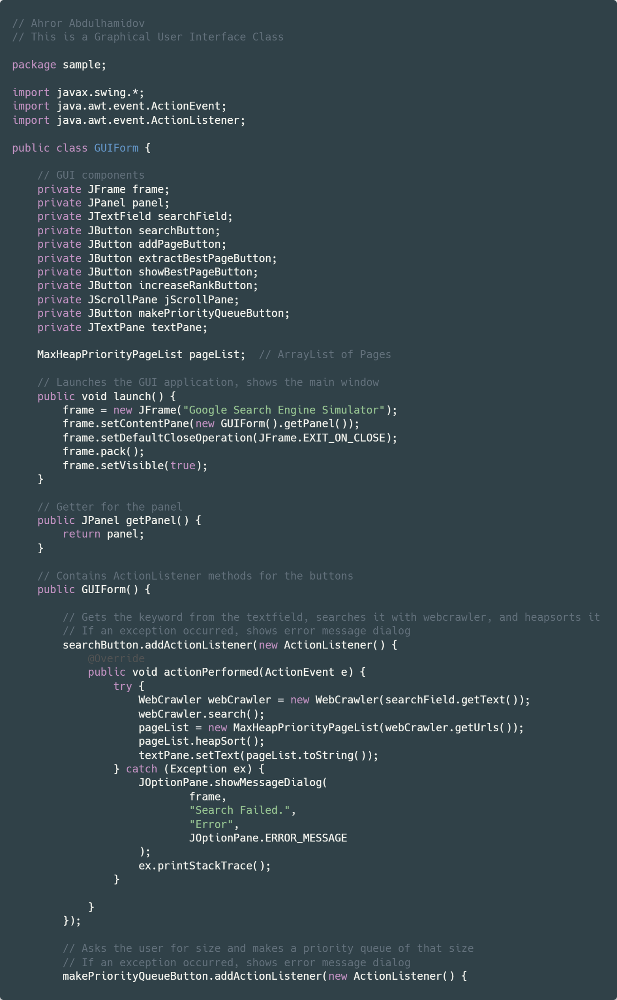 // Ahror Abdulhamidov
// This is a Graphical User Interface Class
package sample;
import javax.swing.*;
import java.awt.event.ActionEvent;
import java.awt.event.ActionListener;
public class GUIForm {
// GUI components
private JFrame frame;
private JPanel panel;
private JTextField searchField;
private JButton searchButton;
private JButton addPageButton;
private JButton extractBestPageButton;
private JButton showBestPageButton;
private JButton increaseRankButton;
private JScrollPane jScrollPane;
private JButton makePriorityQueueButton;
private JTextPane textPane;
MaxHeapPriorityPageList pageList;  // ArrayList of Pages
// Launches the GUI application, shows the main window
public void launch() {
frame = new JFrame("Google Search Engine Simulator");
frame.setContentPane(new GUIForm().getPanel());
frame.setDefaultCloseOperation(JFrame.EXIT_ON_CLOSE);
frame.pack();
frame.setVisible(true);
}
// Getter for the panel
public JPanel getPanel() {
return panel;
}
// Contains ActionListener methods for the buttons
public GUIForm() {
// Gets the keyword from the textfield, searches it with webcrawler, and heapsorts it
// If an exception occurred, shows error message dialog
searchButton.addActionListener(new ActionListener() {
@Override
public void actionPerformed(ActionEvent e) {
try {
WebCrawler webCrawler = new WebCrawler(searchField.getText());
webCrawler.search();
pageList = new MaxHeapPriorityPageList(webCrawler.getUrls());
pageList.heapSort();
textPane.setText(pageList.toString());
} catch (Exception ex) {
JOptionPane.showMessageDialog(
frame,
"Search Failed.",
"Error",
JOptionPane.ERROR_MESSAGE
);
ex.printStackTrace();
}
}
});
// Asks the user for size and makes a priority queue of that size
// If an exception occurred, shows error message dialog
makePriorityQueueButton.addActionListener(new ActionListener() {